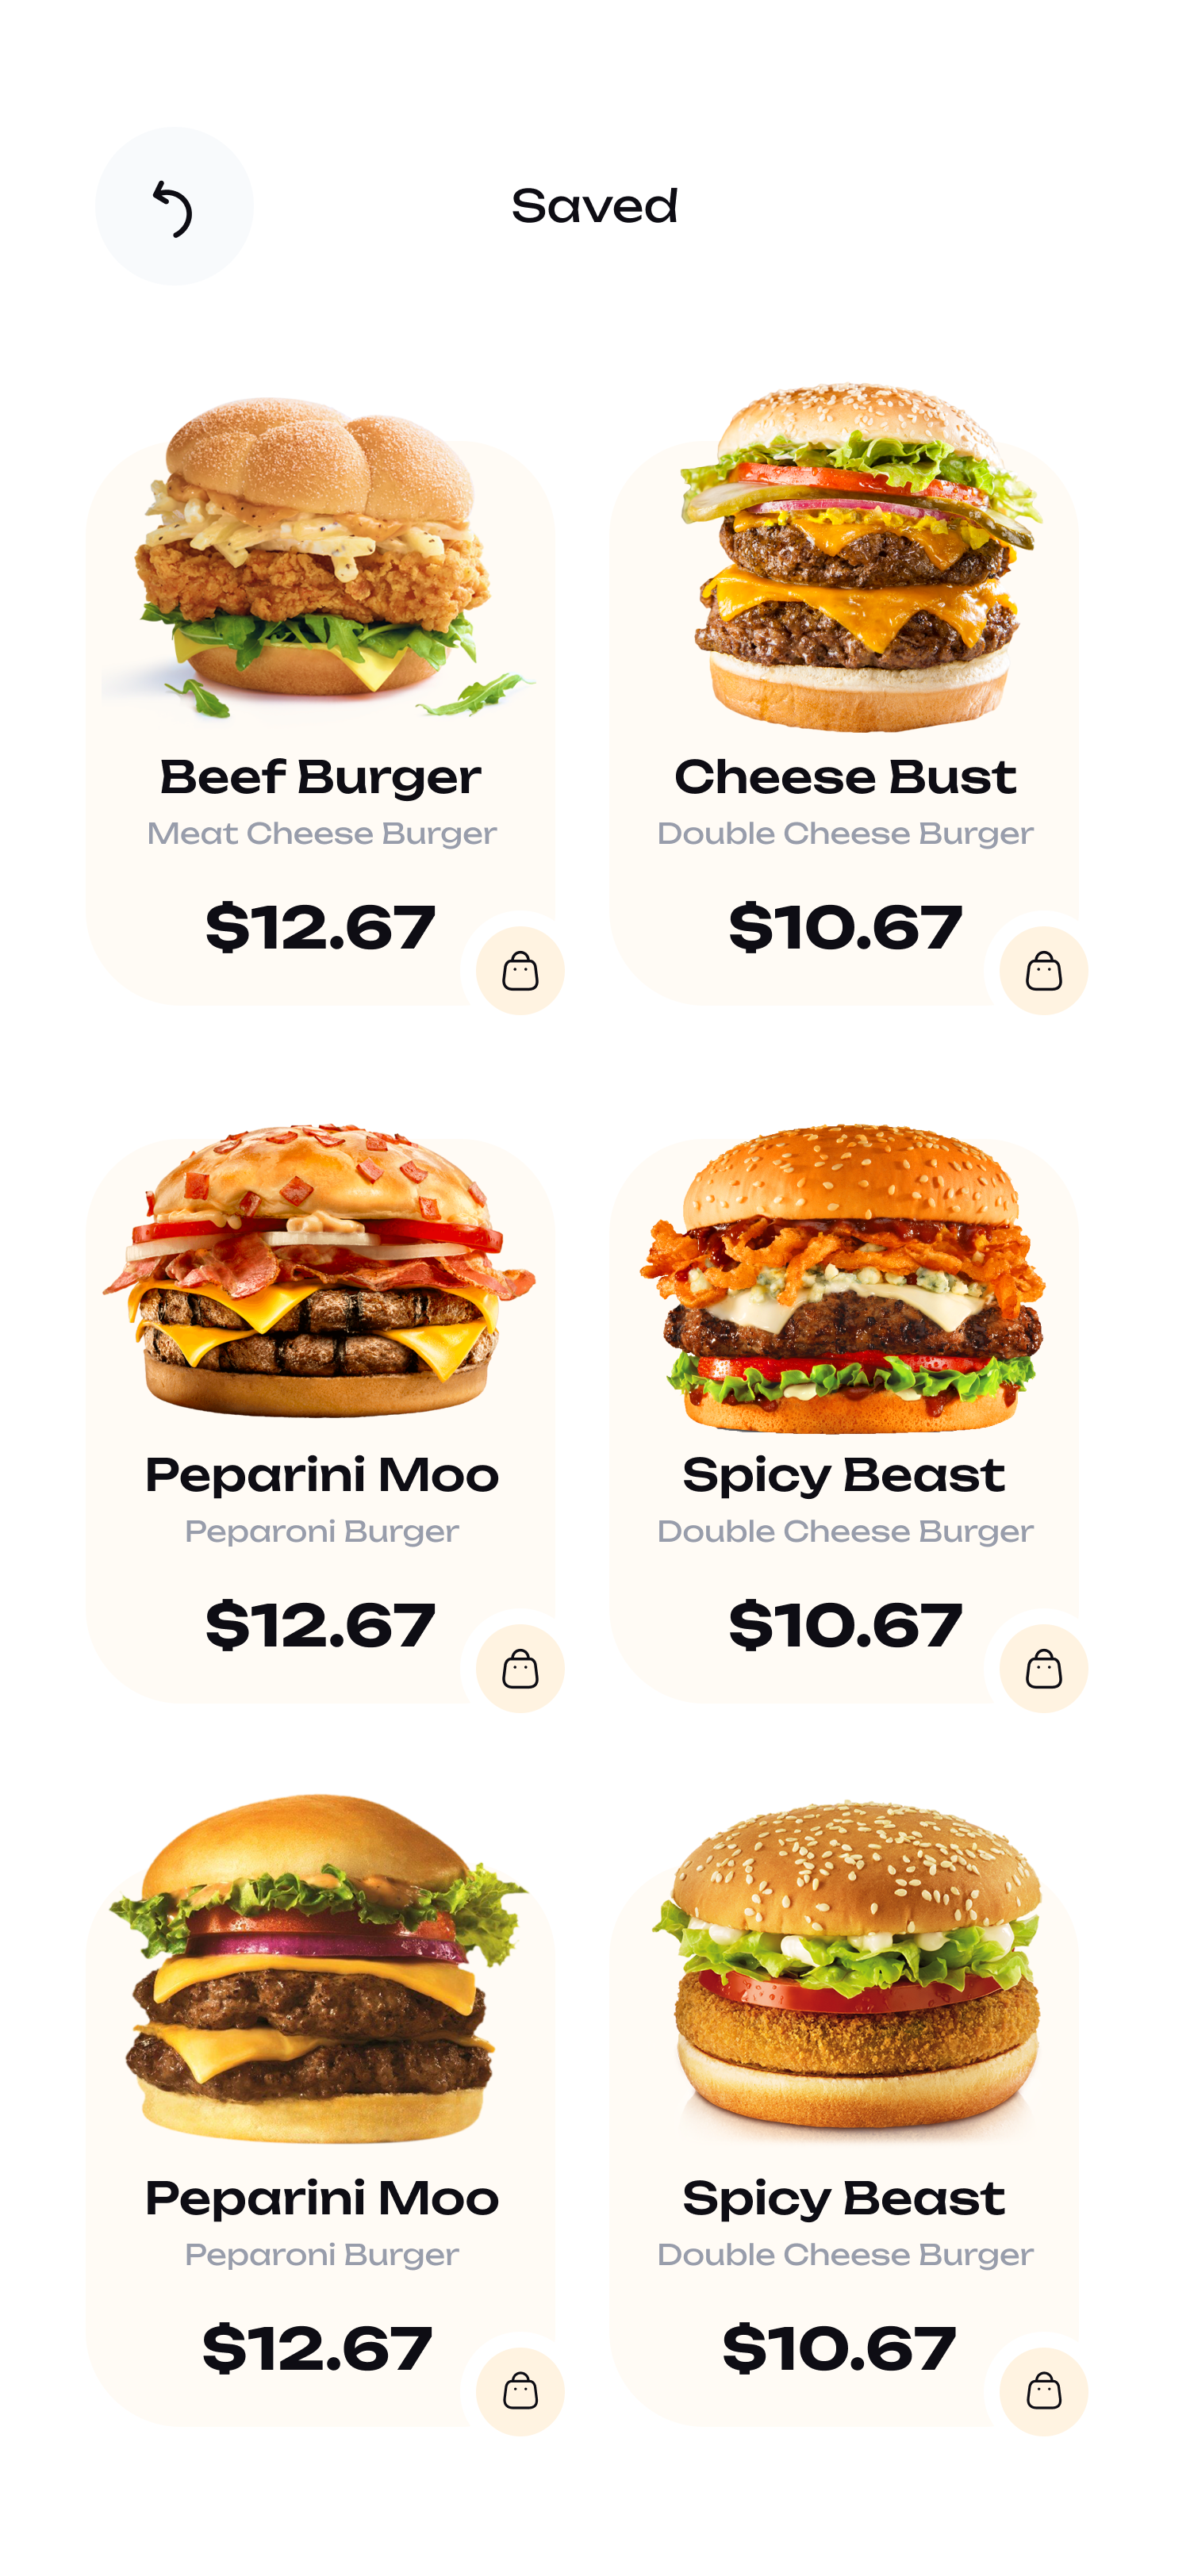 Saved
Beef Burger
Meat Cheese Burger
$12.67
Cheese Bust
Double Cheese Burger
$10.67
Peparini Moo
Peparoni Burger
$12.67
Spicy Beast
Double Cheese Burger
$10.67
Peparini Moo
Peparoni Burger
$12.67
Spicy Beast
Double Cheese Burger
$10.67